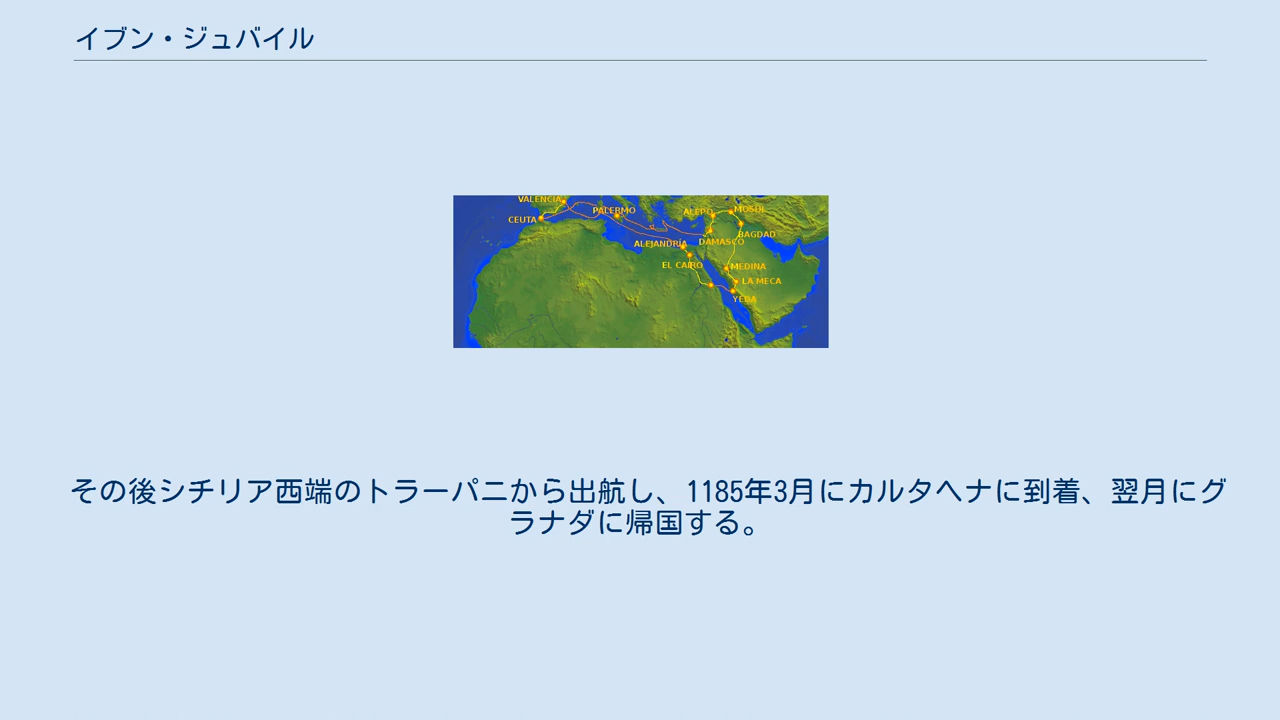 イブン・ジュバイル
VALENCIA
CEUTA
PALERMO
ALEPO
MOSUL
BAGDAD
ALEJANDRÍA
DAMASCO
EL CAIRO
MEDINA
LA MECA
YEDA
その後シチリア西端のトラーパニから出航し、1185年3月にカルタヘナに到着、翌月にグ
ラナダに帰国する。